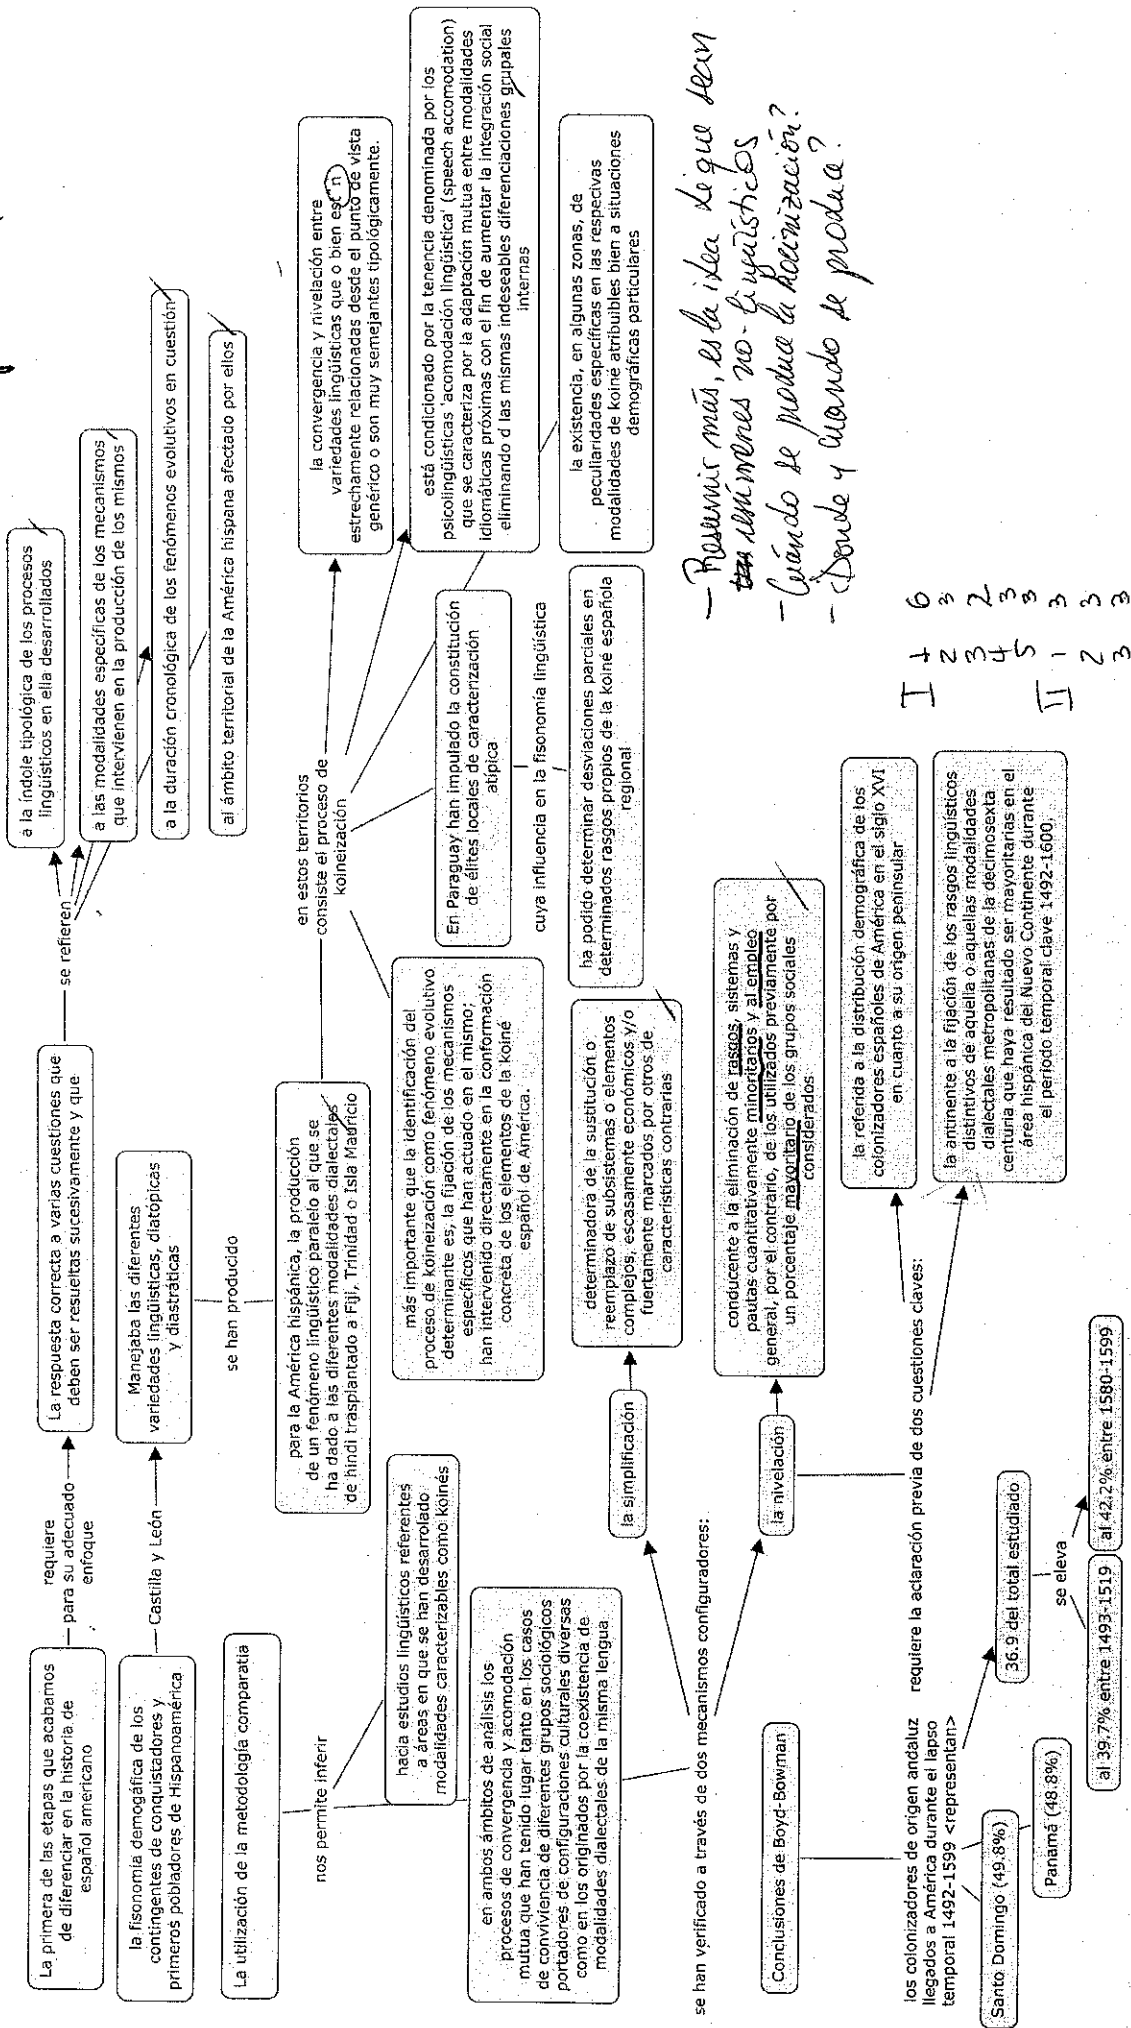 La primera de las etapas que acabamos
de diferenciar en la historia de
español americano
requiere
para su adecuado
enfoque
La respuesta correcta a varias cuestiones que
deben ser resueltas sucesivamente y que
se refieren
a la índole tipológica de los procesos
lingüísticos en ella desarrollados
a las modalidades específicas de los mecanismos
que intervienen en la producción de los mismos
a la duración cronológica de los fenómenos evolutivos en cuestión
al ámbito territorial de la América hispana afectado por ellos
la fisonomía demogáfica de los
contingentes de conquistadores y
primeros pobladores de Hispanoamérica
Castilla y León
Manejaba las diferentes
variedades lingüísticas, diatópicas
y diastráticas
se han producido
para la América hispánica, la producción
de un fenómeno lingüístico paralelo al que se
ha dado a las diferentes modalidades dialectales
de hindi trasplantado a Fiji, Trinidad o Isla Mauricio
en estos territorios
consiste el proceso de
koineización
la convergencia y nivelación entre
variedades lingüísticas que o bien est n
estrechamente relacionadas desde el punto de vista
genérico o son muy semejantes tipológicamente.
está condicionado por la tenencia denominada por los
psicolingüísticas 'acomodación lingüística' (speech accomodation)
que se caracteriza por la adaptación mutua entre modalidades
idiomáticas próximas con el fin de aumentar la integración social
eliminando d las mismas indeseables diferenciaciones grupales
internas
la existencia, en algunas zonas, de
peculiaridades específicas en las respecivas
modalidades de koiné atribuibles bien a situaciones
demográficas particulares
En Paraguay han impulado la constitución
de élites locales de caracterización
atípica
cuya influencia en la fisonomía lingüística
ha podido determinar desviaciones parciales en
determinados rasgos propios de la koiné española
regional
más importante que la identificación del
proceso de koineización como fenómeno evolutivo
determinante es, la fijación de los mecanismos
específicos que han actuado en el mismo;
han intervenido directamente en la conformación
concreta de los elementos de la koiné
español de América.
La utilización de la metodología comparatia
nos permite inferir
hacia estudios lingüísticos referentes
a áreas en que se han desarrolado
modalidades caracterizables como koinés
en ambos ámbitos de análisis los
procesos de convergencia y acomodación
mutua que han tenido lugar tanto en los casos
de conviviencia de diferentes grupos sociológicos
portadores de configuraciones culturales diversas
como en los originados por la coexistencia de
modalidades dialectales de la misma lengua
se han verificado a través de dos mecanismos configuradores:
la simplificación
determinadora de la sustitución o
reemplazo de subsistemas o elementos
complejos, escasamente económicos y/o
fuertamente marcados por otros de
características contrarias
la nivelación
conducente a la eliminación de rasgos, sistemas y
pautas cuantitativamente minoritarios y al empleo
general, por el contrario, de los utilizados previamente por
un porcentaje mayoritario de los grupos sociales
considerados
requiere la aclaración previa de dos cuestiones claves:
la referida a la distribución demográfica de los
colonizadores españoles de América en el siglo XVI
en cuanto a su origen peninsular
la antinente a la fijación de los rasgos lingüísticos
distintivos de aquella o aquellas modalidades
dialectales metropolitanas de la decimosexta
centuria que haya resultado ser mayoritarias en el
área hispánica del Nuevo Continente durante
el período temporal clave 1492-1600,
Conclusiones de Boyd-Bowman
los colonizadores de origen andaluz
llegados a América durante el lapso
temporal 1492-1599 <representan>
Santo Domingo (49.8%)
Panamá (48.8%)
36.9 del total estudiado
se eleva
al 39.7% entre 1493-1519
al 42.2% entre 1580-1599
- Resumir más, es la idea de que sean
resúmenes no-lingüísticos
- Cuándo se produce la koinización?
- ¿Donde y cuando se produce?
I 1 6
2 3
3 2
4 3
5 3
II 1 3
2 3
3 3